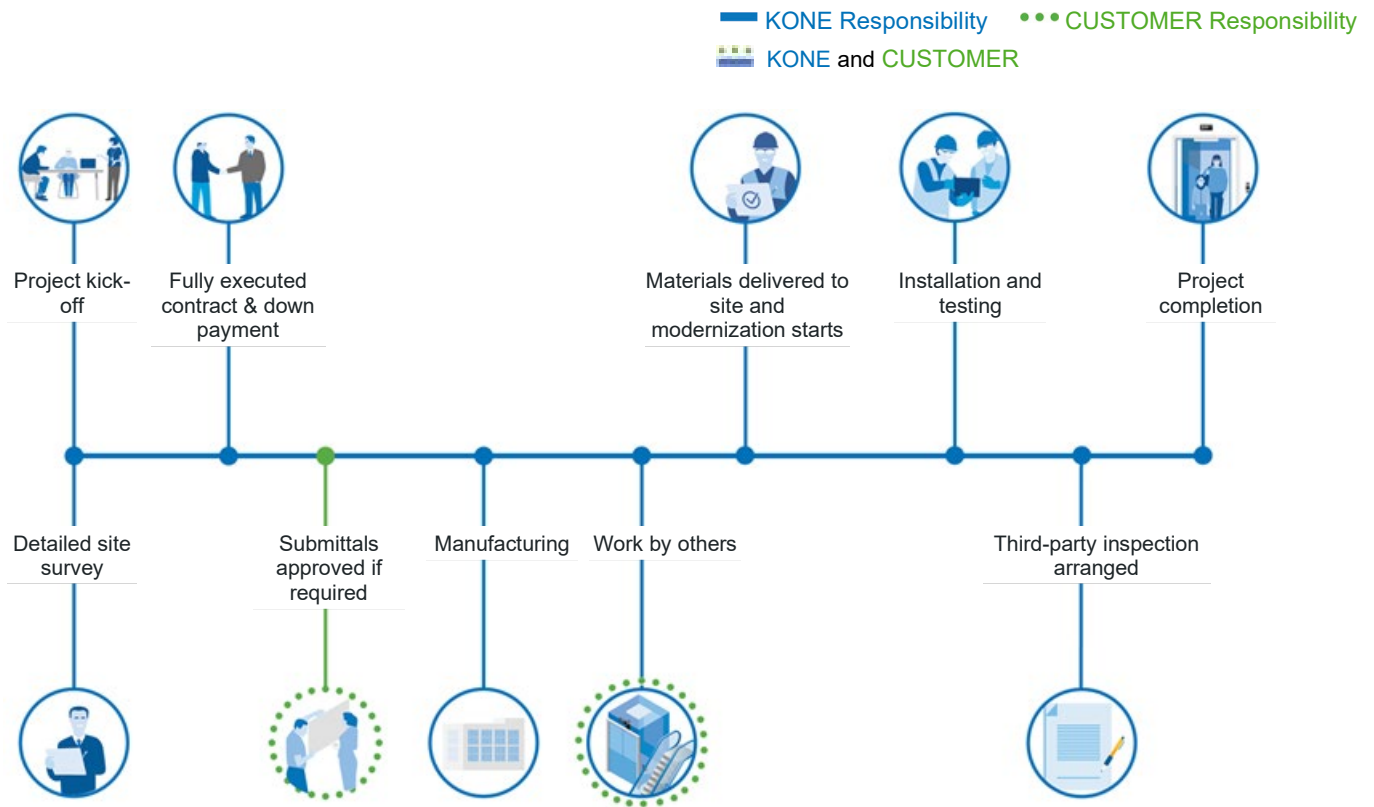 KONE Responsibility
CUSTOMER Responsibility
KONE and CUSTOMER
Project kick-
off
Fully executed
contract & down
payment
Materials delivered to
site and
modernization starts
Installation and
testing
Project
completion
Detailed site
survey
Submittals
approved if
required
Manufacturing
Work by others
Third-party inspection
arranged